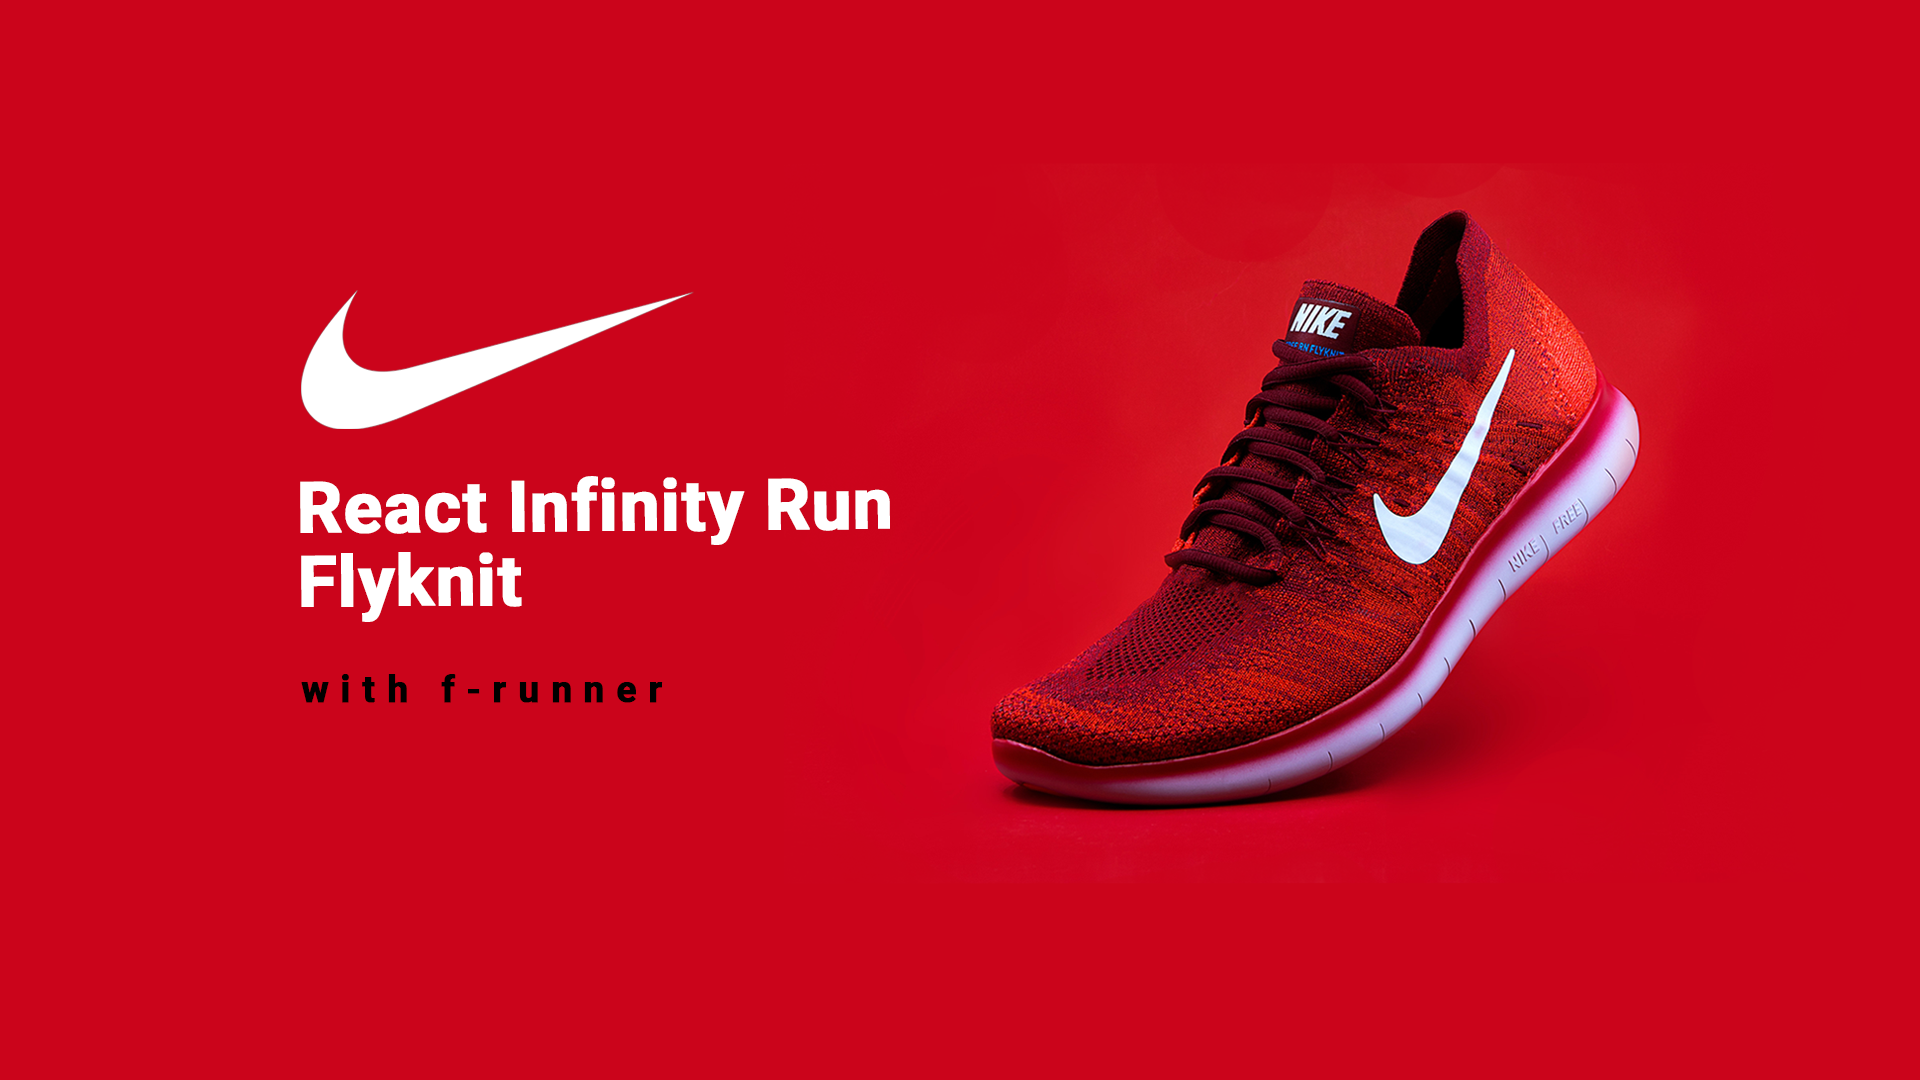 React Infinity Run
Flyknit
with f-runner
NIKE
NIKE FREE